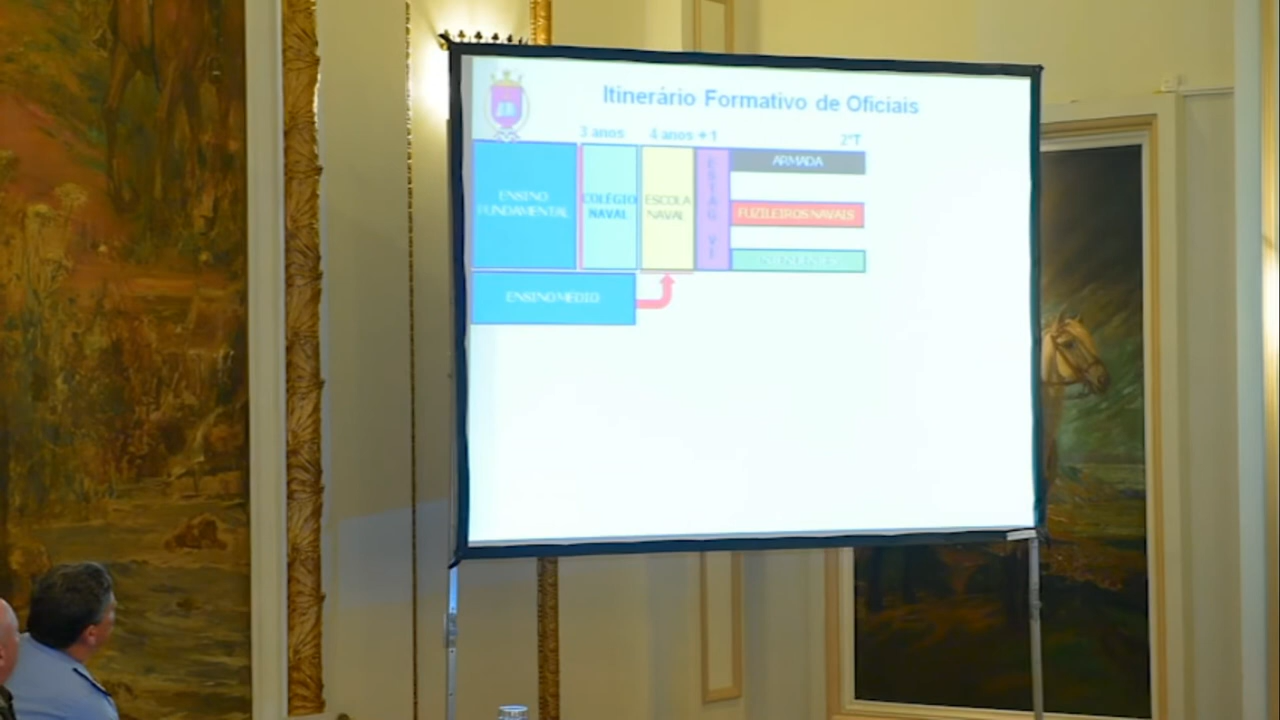 Itinerário Formativo de Oficiais
3 anos
4 anos + 1
2ºT
ENSINO
FUNDAMENTAL
COLÉGIO
NAVAL
ESCOLA
NAVAL
ARMADA
FUZILEIROS NAVAIS
ENSINO MÉDIO